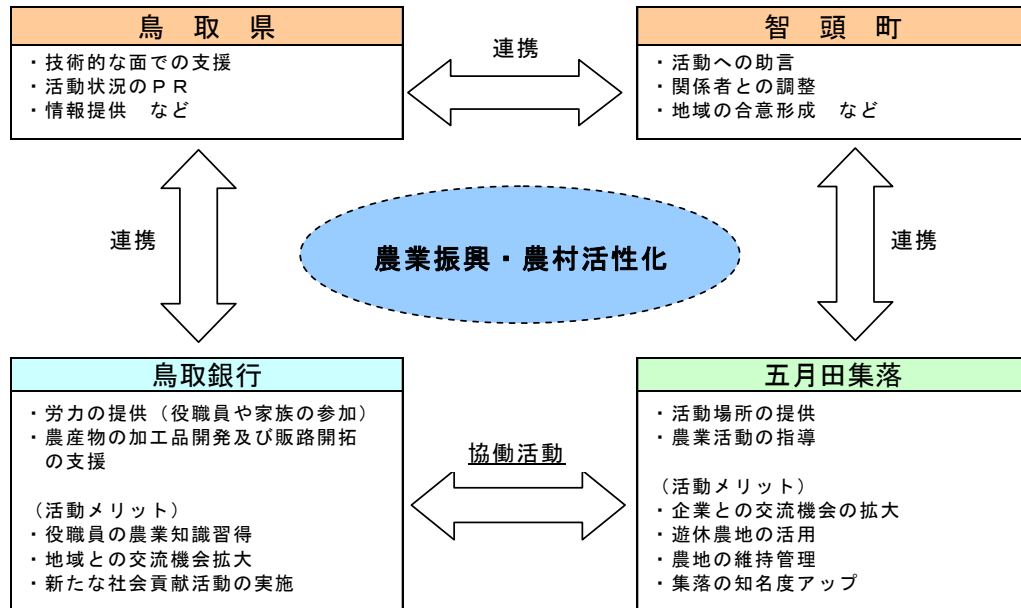 鳥　取　県
・技術的な面での支援
・活動状況のＰＲ
・情報提供　など
連携
智　頭　町
・活動への助言
・関係者との調整
・地域の合意形成　など
連携
農業振興・農村活性化
連携
鳥取銀行
・労力の提供（役職員や家族の参加）
・農産物の加工品開発及び販路開拓
の支援
（活動メリット）
・役職員の農業知識習得
・地域との交流機会拡大
・新たな社会貢献活動の実施
協働活動
五月田集落
・活動場所の提供
・農業活動の指導
（活動メリット）
・企業との交流機会の拡大
・遊休農地の活用
・農地の維持管理
・集落の知名度アップ